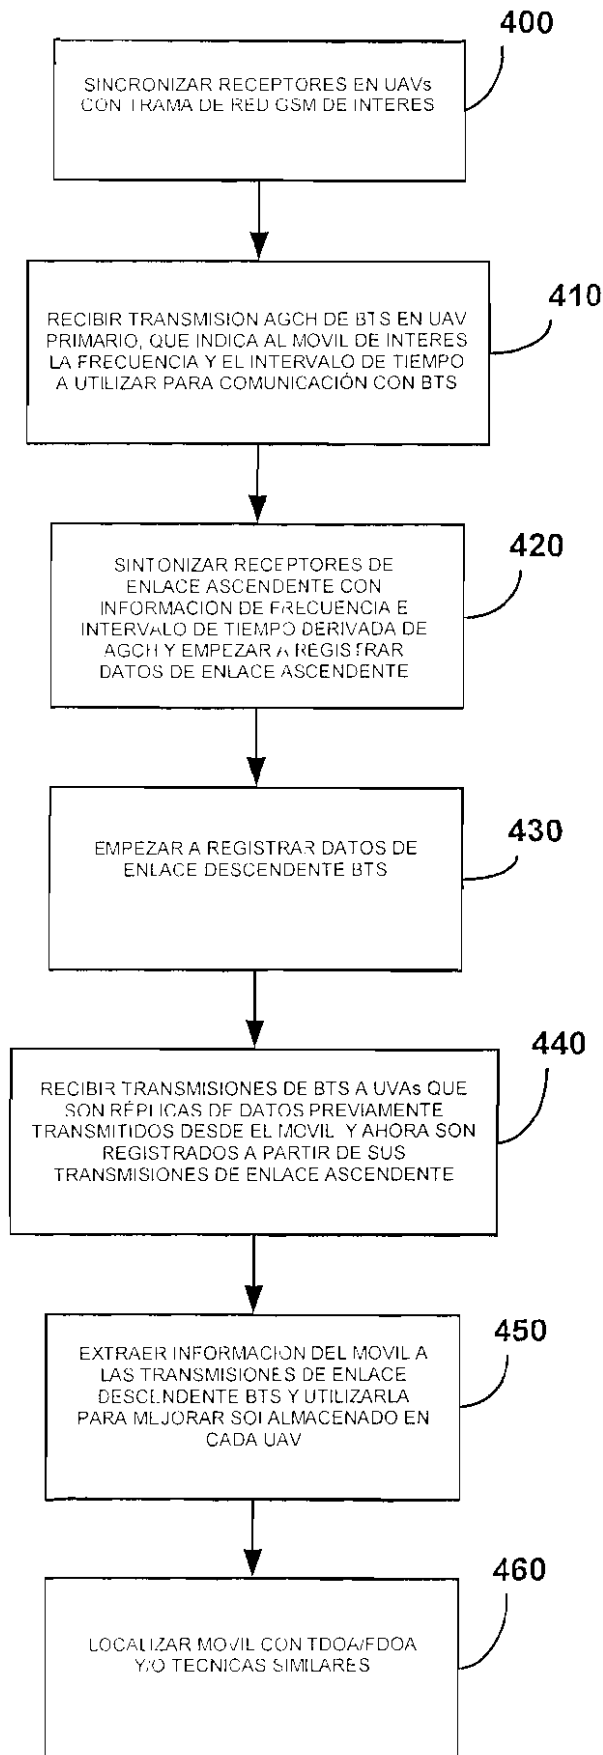 400
SINCRONIZAR RECEPTORES EN UAVs
CON TRAMA DE RED GSM DE INTERES
410
RECIBIR TRANSMISION AGCH DE BTS EN UAV
PRIMARIO, QUE INDICA AL MOVIL DE INTERES
LA FRECUENCIA Y EL INTERVALO DE TIEMPO
A UTILIZAR PARA COMUNICACIÓN CON BTS
420
SINTONIZAR RECEPTORES DE
ENLACE ASCENDENTE CON
INFORMACION DE FRECUENCIA E
INTERVALO DE TIEMPO DERIVADA DE
AGCH Y EMPEZAR A REGISTRAR
DATOS DE ENLACE ASCENDENTE
430
EMPEZAR A REGISTRAR DATOS DE
ENLACE DESCENDENTE BTS
440
RECIBIR TRANSMISIONES DE BTS A UVAs QUE
SON RÉPLICAS DE DATOS PREVIAMENTE
TRANSMITIDOS DESDE EL MOVIL Y AHORA SON
REGISTRADOS A PARTIR DE SUS
TRANSMISIONES DE ENLACE ASCENDENTE
450
EXTRAER INFORMACION DEL MOVIL A
LAS TRANSMISIONES DE ENLACE
DESCENDENTE BTS Y UTILIZARLA
PARA MEJORAR SOI ALMACENADO EN
CADA UAV
460
LOCALIZAR MOVIL CON TDOA/FDOA
Y/O TECNICAS SIMILARES